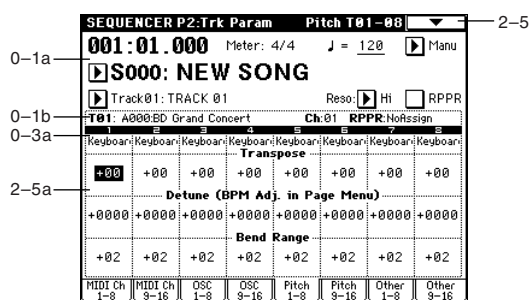 SEQUENCER P2:Trk Param Pitch T01-08
2–5
001:01.000 Meter: 4/4 ♩ = 120 Manu
0–1a
S000: NEW SONG
Track01: TRACK 01 Reso: Hi RPPR
0–1b
T01: A000:BD Grand Concert Ch:01 RPPR:NoAssign
0–3a
1 2 3 4 5 6 7 8
Keyboar Keyboar Keyboar Keyboar Keyboar Keyboar Keyboar Keyboar
Transpose
+00 +00 +00 +00 +00 +00 +00 +00
2–5a
Detune (BPM Adj. in Page Menu)
+0000 +0000 +0000 +0000 +0000 +0000 +0000 +0000
Bend Range
+02 +02 +02 +02 +02 +02 +02 +02
MIDI Ch 1-8 MIDI Ch 9-16 OSC 1-8 OSC 9-16 Pitch 1-8 Pitch 9-16 Other 1-8 Other 9-16